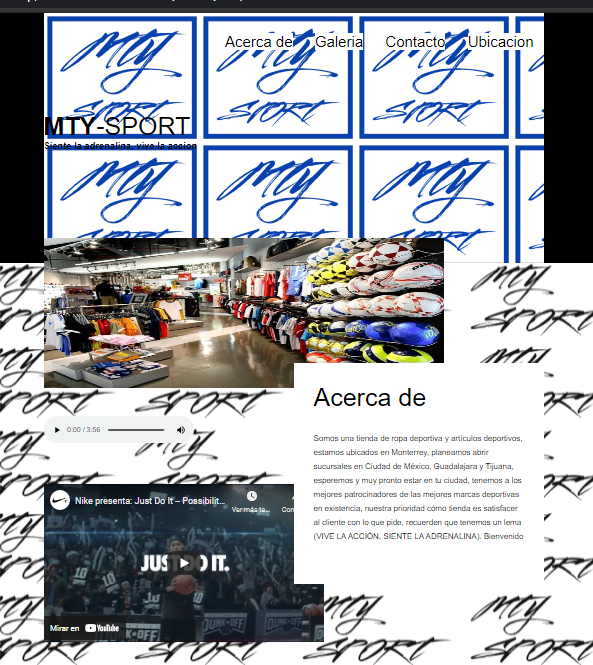 Acerca de
Galeria
Contacto
Ubicacion
mty
SPORT
MTY-SPORT
Siente la adrenalina, vive la accion
Acerca de
Somos una tienda de ropa deportiva y artículos deportivos,
estamos ubicados en Monterrey, planeamos abrir
sucursales en Ciudad de México, Guadalajara y Tijuana,
esperemos y muy pronto estar en tu ciudad, tenemos a los
mejores patrocinadores de las mejores marcas deportivas
en existencia, nuestra prioridad cómo tienda es satisfacer
al cliente con lo que pide, recuerden que tenemos un lema
(VIVE LA ACCIÓN, SIENTE LA ADRENALINA). Bienvenido
0:00 / 3:56
Nike presenta: Just Do It – Possibilit...
Ver más ta...
JUST DO IT.
DUNK-OFF
Mirar en YouTube